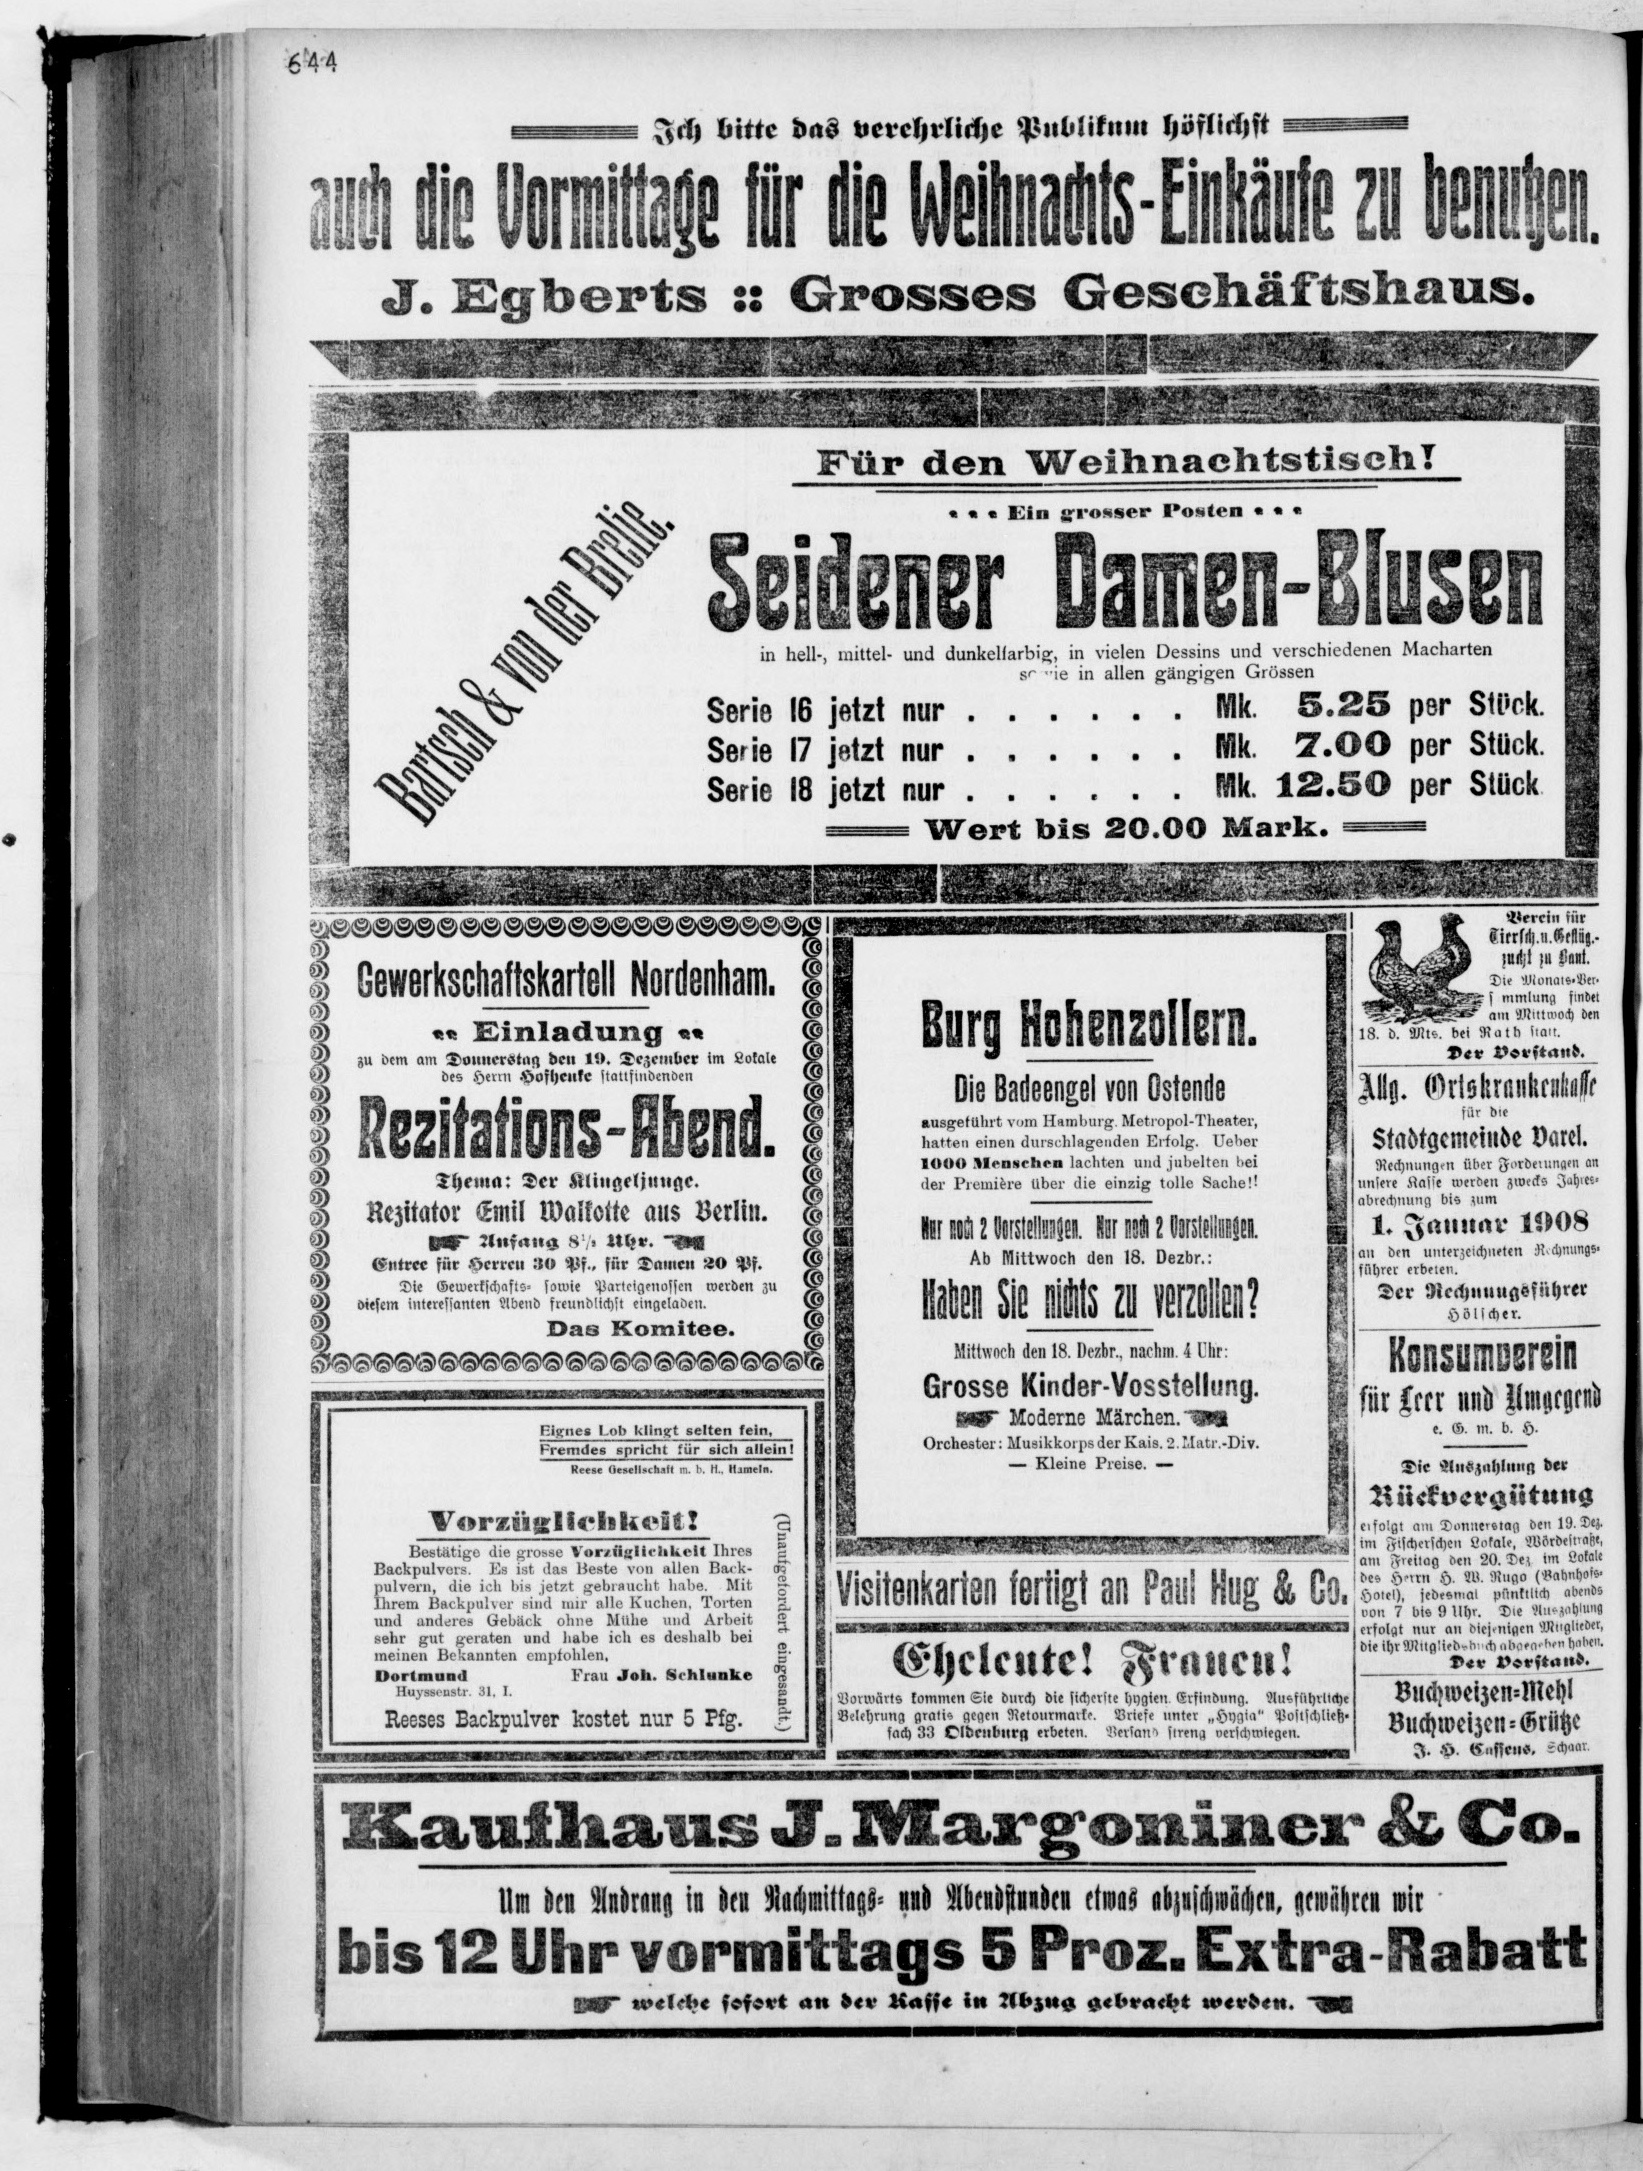 644
Ich bitte das verehrliche Publikum höflichst
auch die Vormittage für die Weihnachts-Einkäufe zu benutzen.
J. Egberts :: Grosses Geschäftshaus.
Bartsch & von der Brelie.
Für den Weihnachtstisch!
Ein grosser Posten
Seidener Damen-Blusen
in hell-, mittel- und dunkelfarbig, in vielen Dessins und verschiedenen Macharten
sowie in allen gängigen Grössen
Serie 16 jetzt nur . . . . . . Mk. 5.25 per Stück.
Serie 17 jetzt nur . . . . . . Mk. 7.00 per Stück.
Serie 18 jetzt nur . . . . . . Mk. 12.50 per Stück.
Wert bis 20.00 Mark.
Gewerkschaftskartell Nordenham.
Einladung
zu dem am Donnerstag den 19. Dezember im Lokale
des Herrn Hofhenke stattfindenden
Rezitations-Abend.
Thema: Der Klingeljunge.
Rezitator Emil Walkotte aus Berlin.
Anfang 8½ Uhr.
Entree für Herren 30 Pf., für Damen 20 Pf.
Die Gewerkschafts- sowie Parteigenossen werden zu
diesem interessanten Abend freundlichst eingeladen.
Das Komitee.
Eignes Lob klingt selten fein,
Fremdes spricht für sich allein!
Reese Gesellschaft m. b. H., Hameln.
Vorzüglichkeit!
Bestätige die grosse Vorzüglichkeit Ihres
Backpulvers. Es ist das Beste von allen Back-
pulvern, die ich bis jetzt gebraucht habe. Mit
Ihrem Backpulver sind mir alle Kuchen, Torten
und anderes Gebäck ohne Mühe und Arbeit
sehr gut geraten und habe ich es deshalb bei
meinen Bekannten empfohlen,
Dortmund Frau Joh. Schlunke
Huyssenstr. 31, I.
Reeses Backpulver kostet nur 5 Pfg.
(Unaufgefordert eingesandt.)
Burg Hohenzollern.
Die Badeengel von Ostende
ausgeführt vom Hamburg. Metropol-Theater,
hatten einen durschlagenden Erfolg. Ueber
1000 Menschen lachten und jubelten bei
der Première über die einzig tolle Sache!!
Nur noch 2 Vorstellungen. Nur noch 2 Vorstellungen.
Ab Mittwoch den 18. Dezbr.:
Haben Sie nichts zu verzollen?
Mittwoch den 18. Dezbr., nachm. 4 Uhr:
Grosse Kinder-Vosstellung.
Moderne Märchen.
Orchester: Musikkorps der Kais. 2. Matr.-Div.
— Kleine Preise. —
Visitenkarten fertigt an Paul Hug & Co.
Eheleute! Frauen!
Vorwärts kommen Sie durch die sicherste hygien. Erfindung. Ausführliche
Belehrung gratis gegen Retourmarke. Briefe unter „Hygia" Postschließ-
fach 33 Oldenburg erbeten. Versand streng verschwiegen.
Verein für
Tiersch. u. Geflüg.-
zucht zu Bant.
Die Monats-Ver-
s mmlung findet
am Mittwoch den
18. d. Mts. bei Rath statt.
Der Vorstand.
Allg. Ortskrankenkasse
für die
Stadtgemeinde Varel.
Rechnungen über Forderungen an
unsere Kasse werden zwecks Jahres-
abrechnung bis zum
1. Januar 1908
an den unterzeichneten Rechnungs-
führer erbeten.
Der Rechnungsführer
Hölscher.
Konsumverein
für Leer und Umgegend
e. G. m. b. H.
Die Auszahlung der
Rückvergütung
erfolgt am Donnerstag den 19. Dez.
im Fischerschen Lokale, Wördestraße,
am Freitag den 20. Dez im Lokale
des Herrn H. W. Rugo (Bahnhofs-
Hotel), jedesmal pünktlich abends
von 7 bis 9 Uhr. Die Auszahlung
erfolgt nur an diejenigen Mitglieder,
die ihr Mitgliedsbuch abgegeben haben.
Der Vorstand.
Buchweizen-Mehl
Buchweizen-Grütze
J. H. Cassens, Schaar.
Kaufhaus J. Margoniner & Co.
Um den Andrang in den Nachmittags- und Abendstunden etwas abzuschwächen, gewähren wir
bis 12 Uhr vormittags 5 Proz. Extra-Rabatt
welche sofort an der Kasse in Abzug gebracht werden.